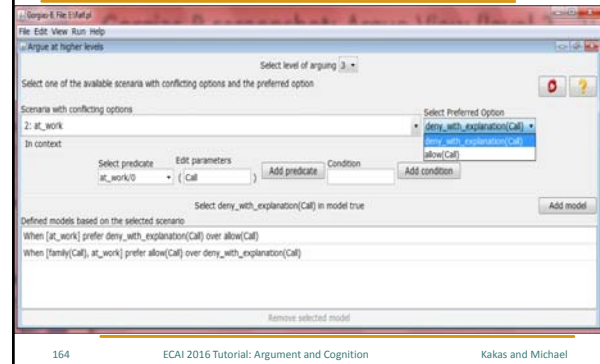 Gorgias-B File: E:\Raf.pl
File Edit View Run Help
Argue at higher levels
Select level of arguing 3
Select one of the available scenaria with conflicting options and the preferred option
Scenaria with conflicting options
Select Preferred Option
2: at_work
deny_with_explanation(Call)
deny_with_explanation(Call)
allow(Call)
In context
Select predicate Edit parameters Condition
at_work/0 ( Call ) Add predicate Add condition
Select deny_with_explanation(Call) in model true Add model
Defined models based on the selected scenario
When [at_work] prefer deny_with_explanation(Call) over allow(Call)
When [family(Call), at_work] prefer allow(Call) over deny_with_explanation(Call)
Remove selected model
164 ECAI 2016 Tutorial: Argument and Cognition Kakas and Michael